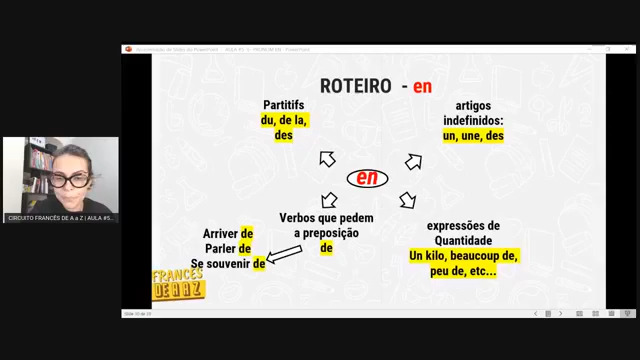 ROTEIRO - en
Partitifs
du, de la,
des
artigos
indefinidos:
un, une, des
en
Verbos que pedem
a preposição
de
Arriver de
Parler de
Se souvenir de
expressões de
Quantidade
Un kilo, beaucoup de,
peu de, etc...
FRANCÊS
DE A a Z
CIRCUITO FRANCÊS DE A a Z | AULA #5...